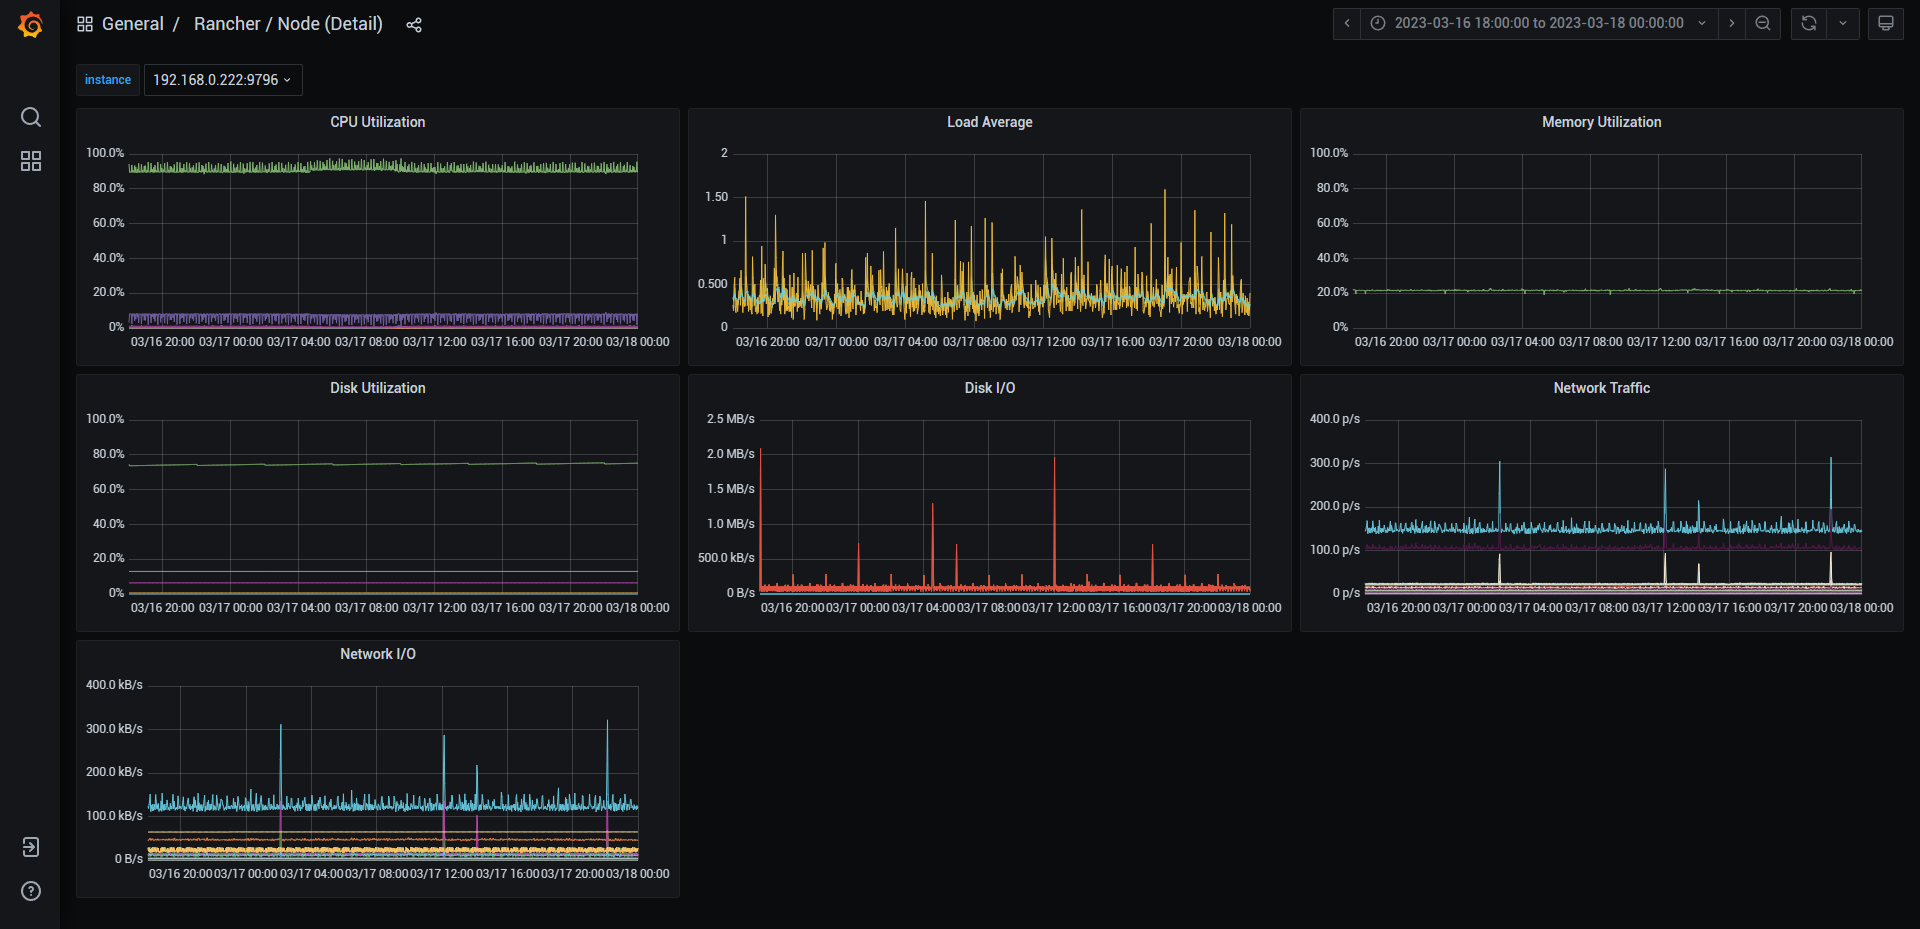 General / Rancher / Node (Detail)
2023-03-16 18:00:00 to 2023-03-18 00:00:00
instance 192.168.0.222:9796
CPU Utilization
100.0%
80.0%
60.0%
40.0%
20.0%
0%
03/16 20:00 03/17 00:00 03/17 04:00 03/17 08:00 03/17 12:00 03/17 16:00 03/17 20:00 03/18 00:00
Load Average
2
1.50
1
0.500
0
03/16 20:00 03/17 00:00 03/17 04:00 03/17 08:00 03/17 12:00 03/17 16:00 03/17 20:00 03/18 00:00
Memory Utilization
100.0%
80.0%
60.0%
40.0%
20.0%
0%
03/16 20:00 03/17 00:00 03/17 04:00 03/17 08:00 03/17 12:00 03/17 16:00 03/17 20:00 03/18 00:00
Disk Utilization
100.0%
80.0%
60.0%
40.0%
20.0%
0%
03/16 20:00 03/17 00:00 03/17 04:00 03/17 08:00 03/17 12:00 03/17 16:00 03/17 20:00 03/18 00:00
Disk I/O
2.5 MB/s
2.0 MB/s
1.5 MB/s
1.0 MB/s
500.0 kB/s
0 B/s
03/16 20:00 03/17 00:00 03/17 04:00 03/17 08:00 03/17 12:00 03/17 16:00 03/17 20:00 03/18 00:00
Network Traffic
400.0 p/s
300.0 p/s
200.0 p/s
100.0 p/s
0 p/s
03/16 20:00 03/17 00:00 03/17 04:00 03/17 08:00 03/17 12:00 03/17 16:00 03/17 20:00 03/18 00:00
Network I/O
400.0 kB/s
300.0 kB/s
200.0 kB/s
100.0 kB/s
0 B/s
03/16 20:00 03/17 00:00 03/17 04:00 03/17 08:00 03/17 12:00 03/17 16:00 03/17 20:00 03/18 00:00